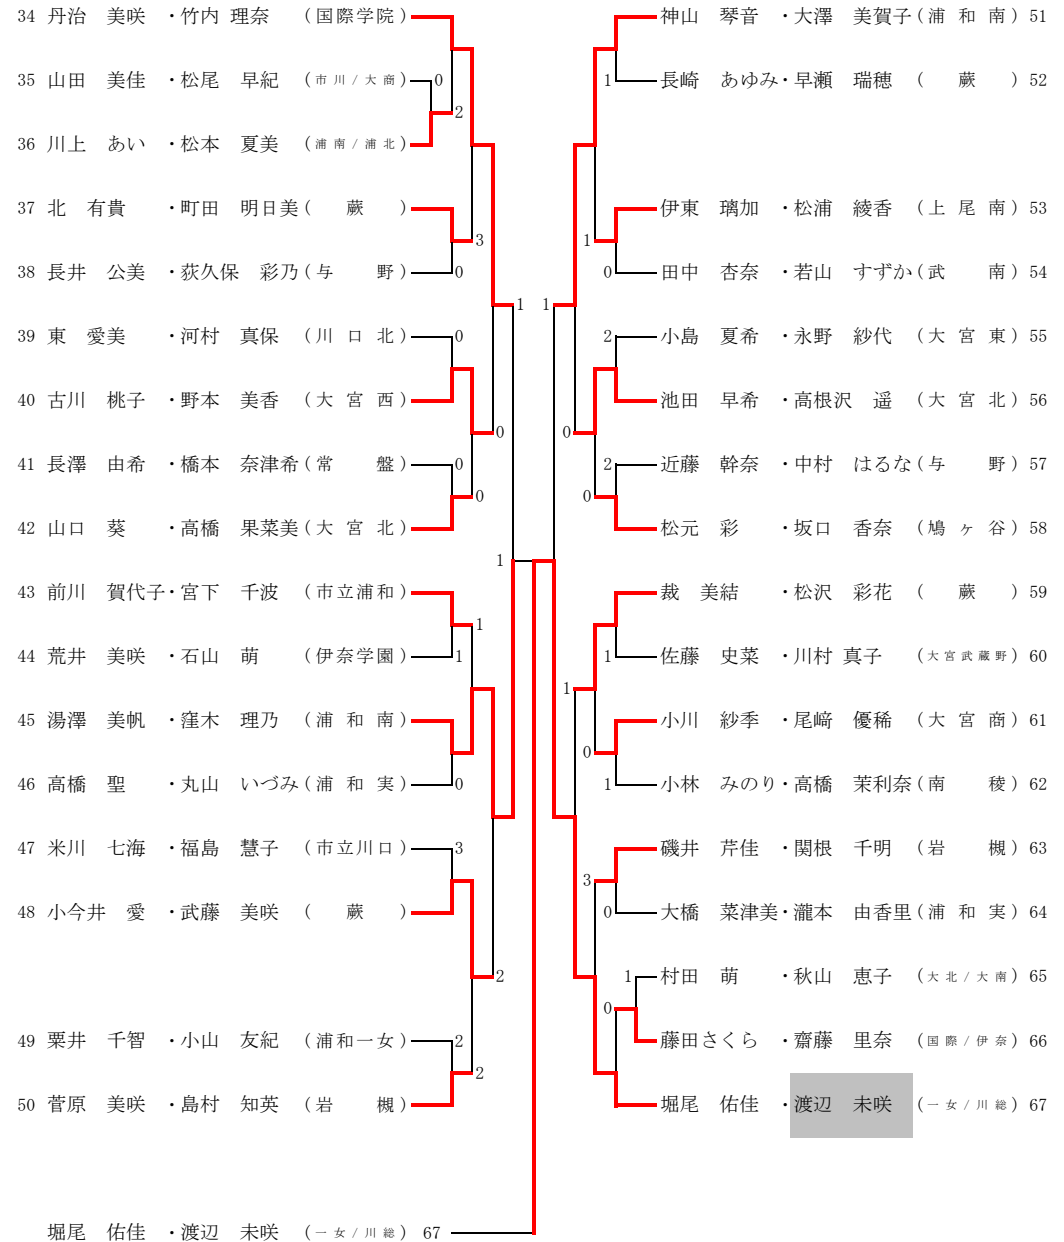 34 丹治 美咲 ・竹内 理奈 （国際学院）
35 山田 美佳 ・松尾 早紀 （市川/大商） 0
2
36 川上 あい ・松本 夏美 （浦南/浦北）
37 北 有貴 ・町田 明日美（ 蕨 ）
3
38 長井 公美 ・荻久保 彩乃（与 野） 0
1
39 東 愛美 ・河村 真保 （川口北） 0
40 古川 桃子 ・野本 美香 （大宮西）
0
41 長澤 由希 ・橋本 奈津希（常 盤） 0
0
42 山口 葵 ・高橋 果菜美（大宮北）
1
43 前川 賀代子・宮下 千波 （市立浦和）
1
44 荒井 美咲 ・石山 萌 （伊奈学園） 1
45 湯澤 美帆 ・窪木 理乃 （浦和南）
46 高橋 聖 ・丸山 いづみ（浦和実） 0
47 米川 七海 ・福島 慧子 （市立川口） 3
48 小今井 愛 ・武藤 美咲 （ 蕨 ）
2
49 栗井 千智 ・小山 友紀 （浦和一女） 2
2
50 菅原 美咲 ・島村 知英 （岩 槻）
神山 琴音 ・大澤 美賀子（浦和南） 51
1 長崎 あゆみ・早瀬 瑞穂 （ 蕨） 52
伊東 璃加 ・松浦 綾香 （上尾南） 53
1
0 田中 杏奈 ・若山 すずか（武 南） 54
1
2 小島 夏希 ・永野 紗代 （大宮東） 55
池田 早希 ・高根沢 遥 （大宮北） 56
0
2 近藤 幹奈 ・中村 はるな（与 野） 57
0
松元 彩 ・坂口 香奈 （鳩ヶ谷） 58
裁 美結 ・松沢 彩花 （ 蕨） 59
1 佐藤 史菜 ・川村 真子 （大宮武蔵野） 60
1
小川 紗季 ・尾﨑 優稀 （大宮商） 61
0
1 小林 みのり・高橋 茉利奈（南 稜） 62
磯井 芹佳 ・関根 千明 （岩 槻） 63
3
0 大橋 菜津美・瀧本 由香里（浦和実） 64
1 村田 萌 ・秋山 恵子 （大北/大南） 65
0
藤田さくら ・齋藤 里奈 （国際/伊奈） 66
堀尾 佑佳 ・渡辺 未咲 （一女/川総） 67
堀尾 佑佳 ・渡辺 未咲 （一女/川総） 67